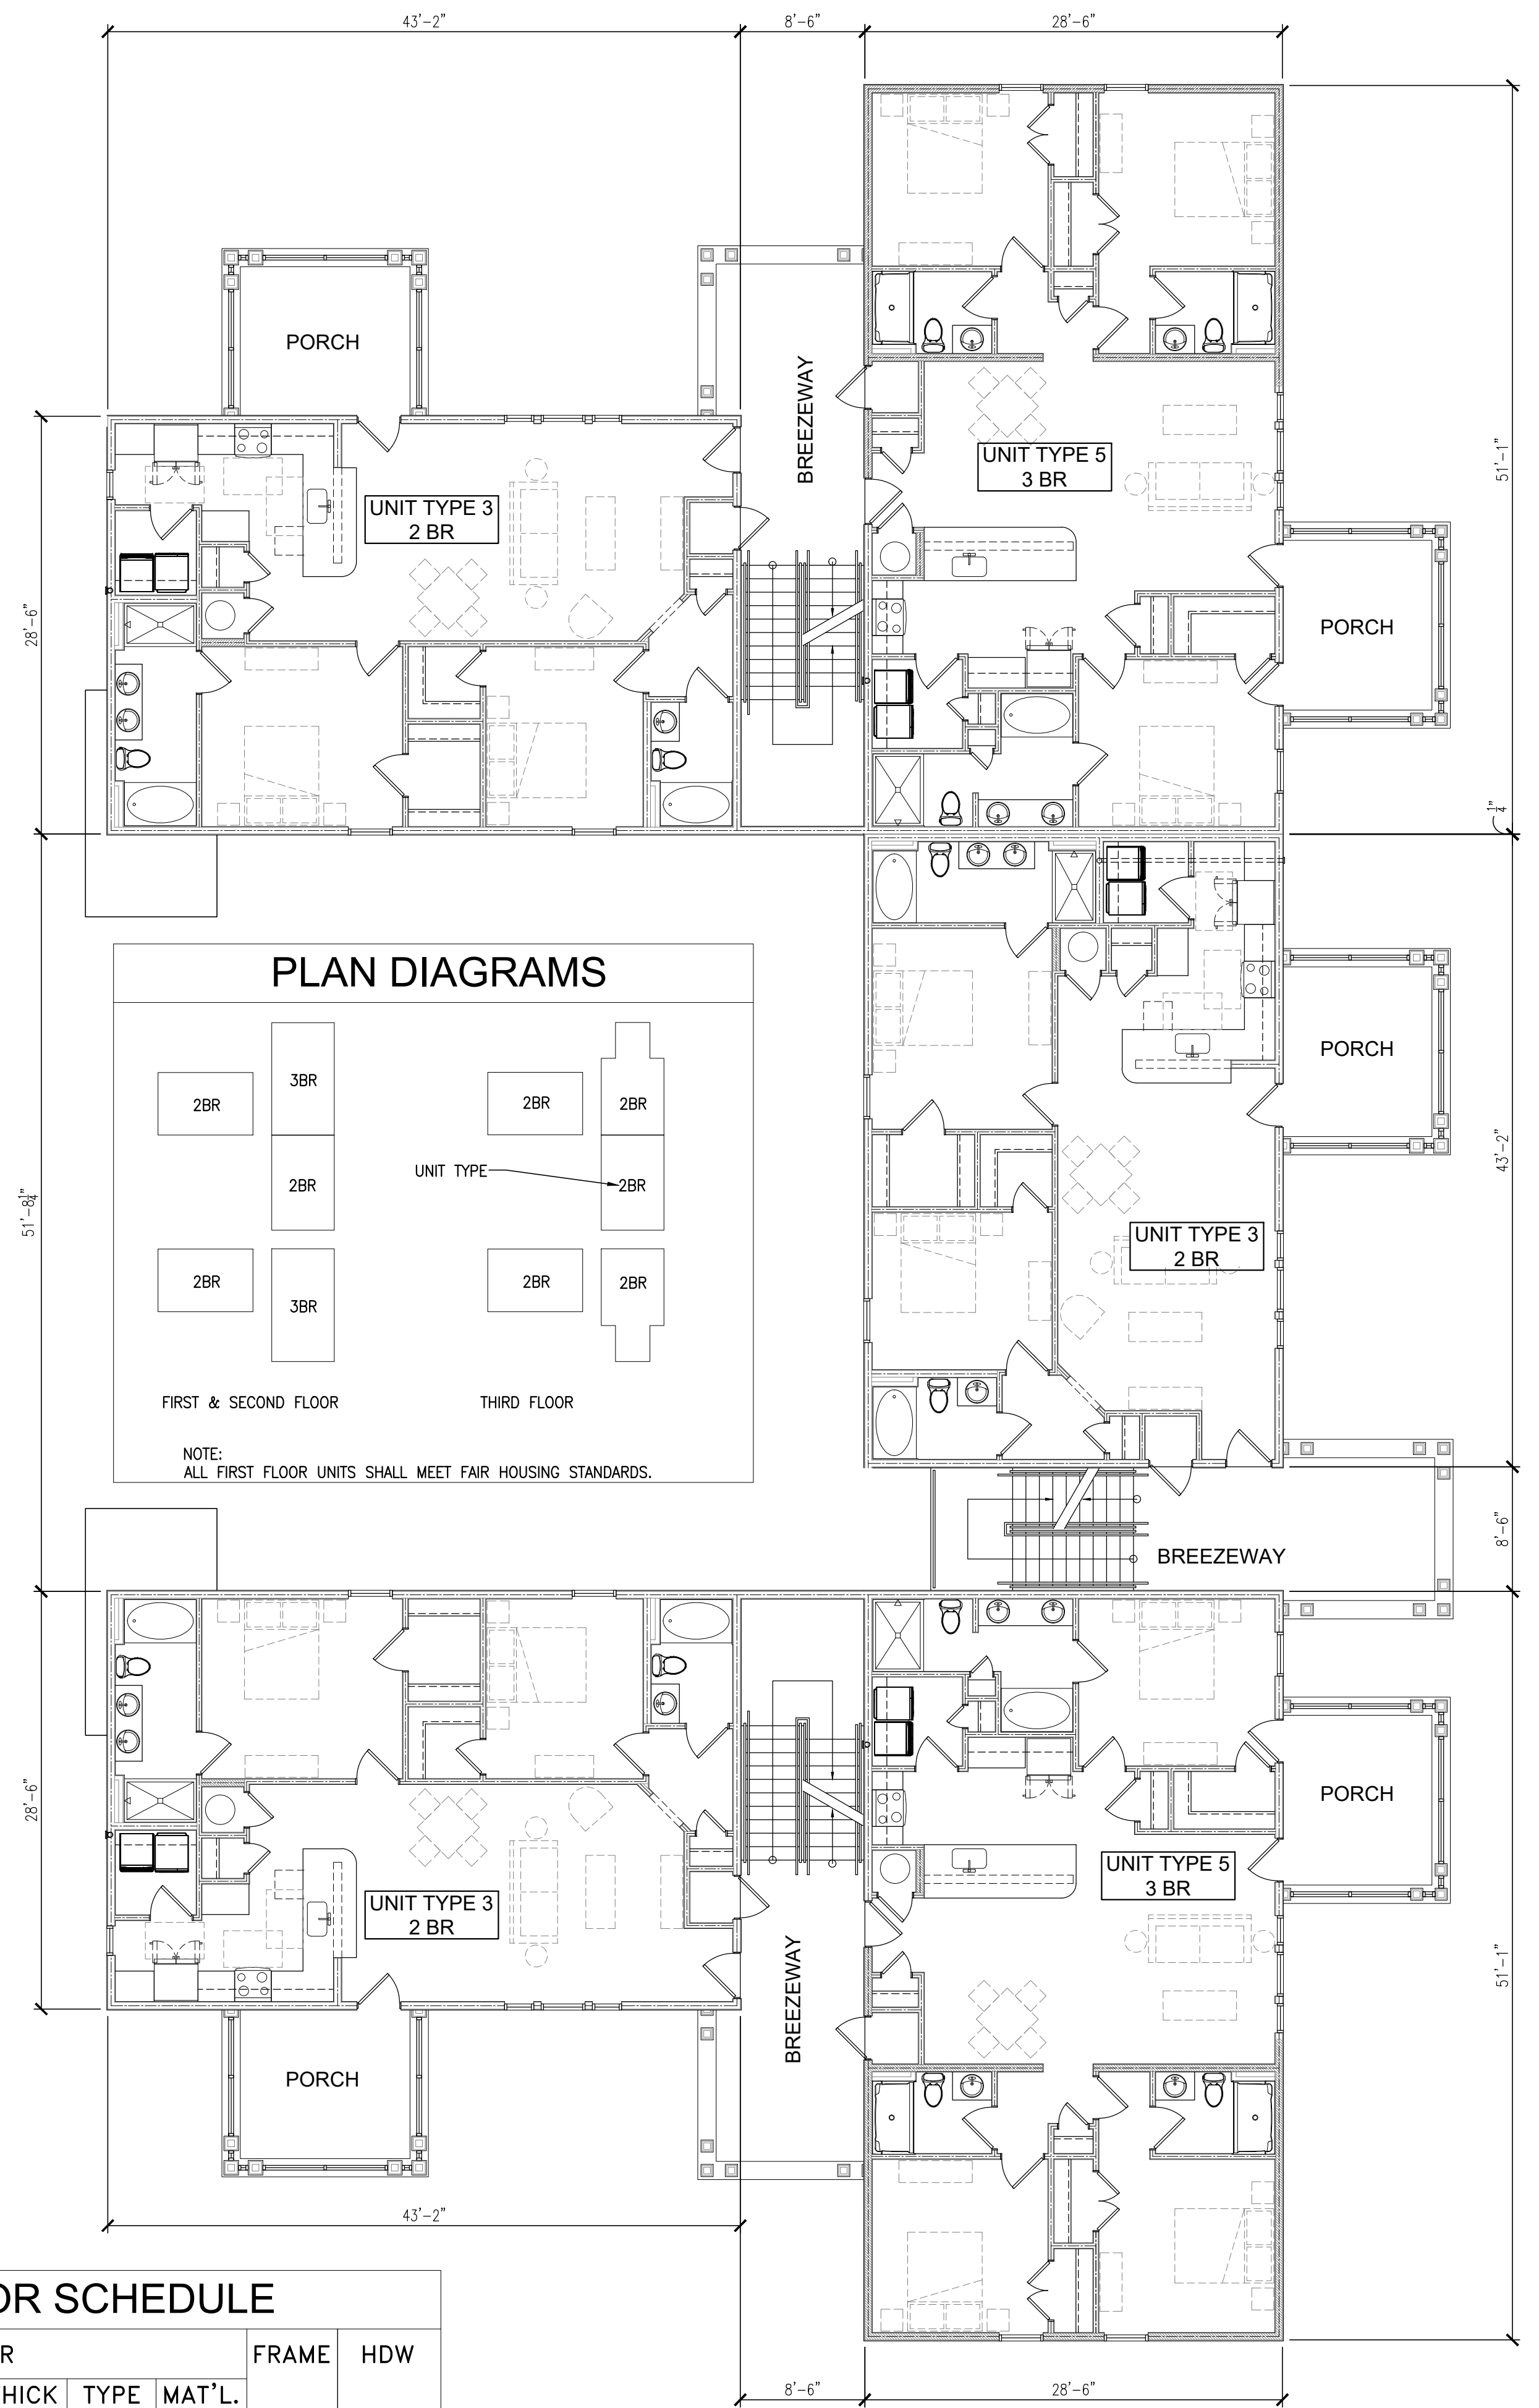 43'-2"
8'-6"
28'-6"
PORCH
BREEZEWAY
UNIT TYPE 5
3 BR
51'-1"
UNIT TYPE 3
2 BR
28'-6"
PORCH
1/4"
PLAN DIAGRAMS
3BR
2BR
2BR
2BR
UNIT TYPE
2BR
2BR
2BR
3BR
2BR
2BR
FIRST & SECOND FLOOR
THIRD FLOOR
NOTE:
ALL FIRST FLOOR UNITS SHALL MEET FAIR HOUSING STANDARDS.
PORCH
43'-2"
51'-8 1/4"
UNIT TYPE 3
2 BR
8'-6"
BREEZEWAY
28'-6"
PORCH
UNIT TYPE 5
3 BR
UNIT TYPE 3
2 BR
BREEZEWAY
51'-1"
PORCH
43'-2"
OR SCHEDULE
R
FRAME
HDW
HICK
TYPE
MAT'L.
8'-6"
28'-6"